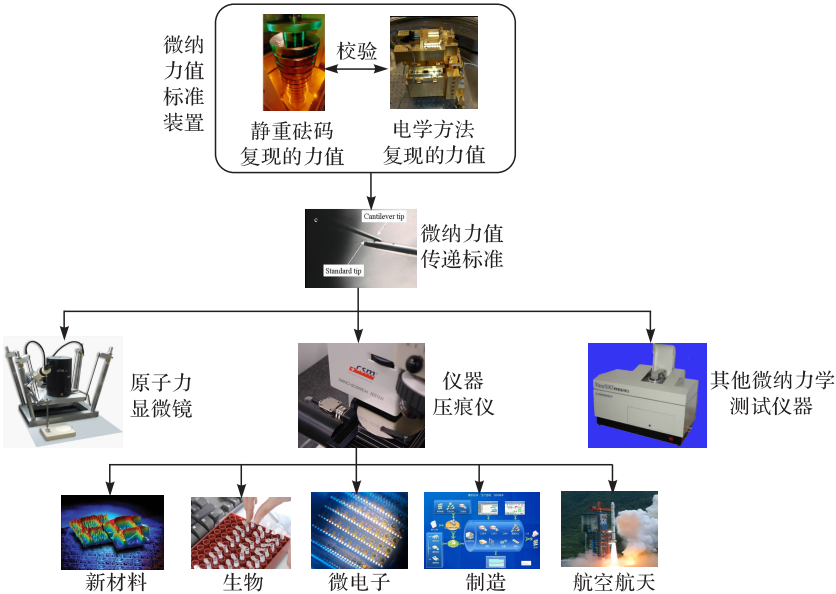 微纳
力值
标准
装置
校验
静重砝码
复现的力值
电学方法
复现的力值
c
Cantilever tip
Standard tip
微纳力值
传递标准
原子力
显微镜
csm
仪器
压痕仪
其他微纳力学
测试仪器
新材料
生物
微电子
制造
航空航天